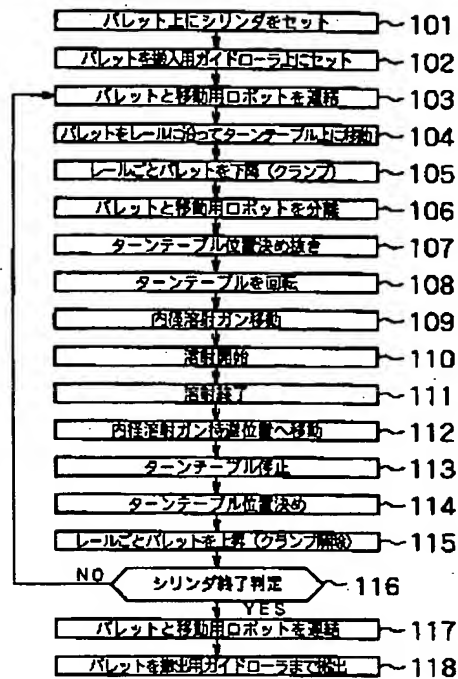 パレット上にシリンダをセット 101
パレットを搬入用ガイドローラ上にセット 102
パレットと移動用ロボットを連結 103
パレットをレールに沿ってターンテーブル上に移動 104
レールごとパレットを下降(クランプ) 105
パレットと移動用ロボットを分離 106
ターンテーブル位置決め抜き 107
ターンテーブルを回転 108
内径溶射ガン移動 109
溶射開始 110
溶射終了 111
内径溶射ガン待避位置へ移動 112
ターンテーブル停止 113
ターンテーブル位置決め 114
レールごとパレットを上昇(クランプ解除) 115
NO シリンダ終了判定 116
YES
パレットと移動用ロボットを連結 117
パレットを搬出用ガイドローラまで搬出 118